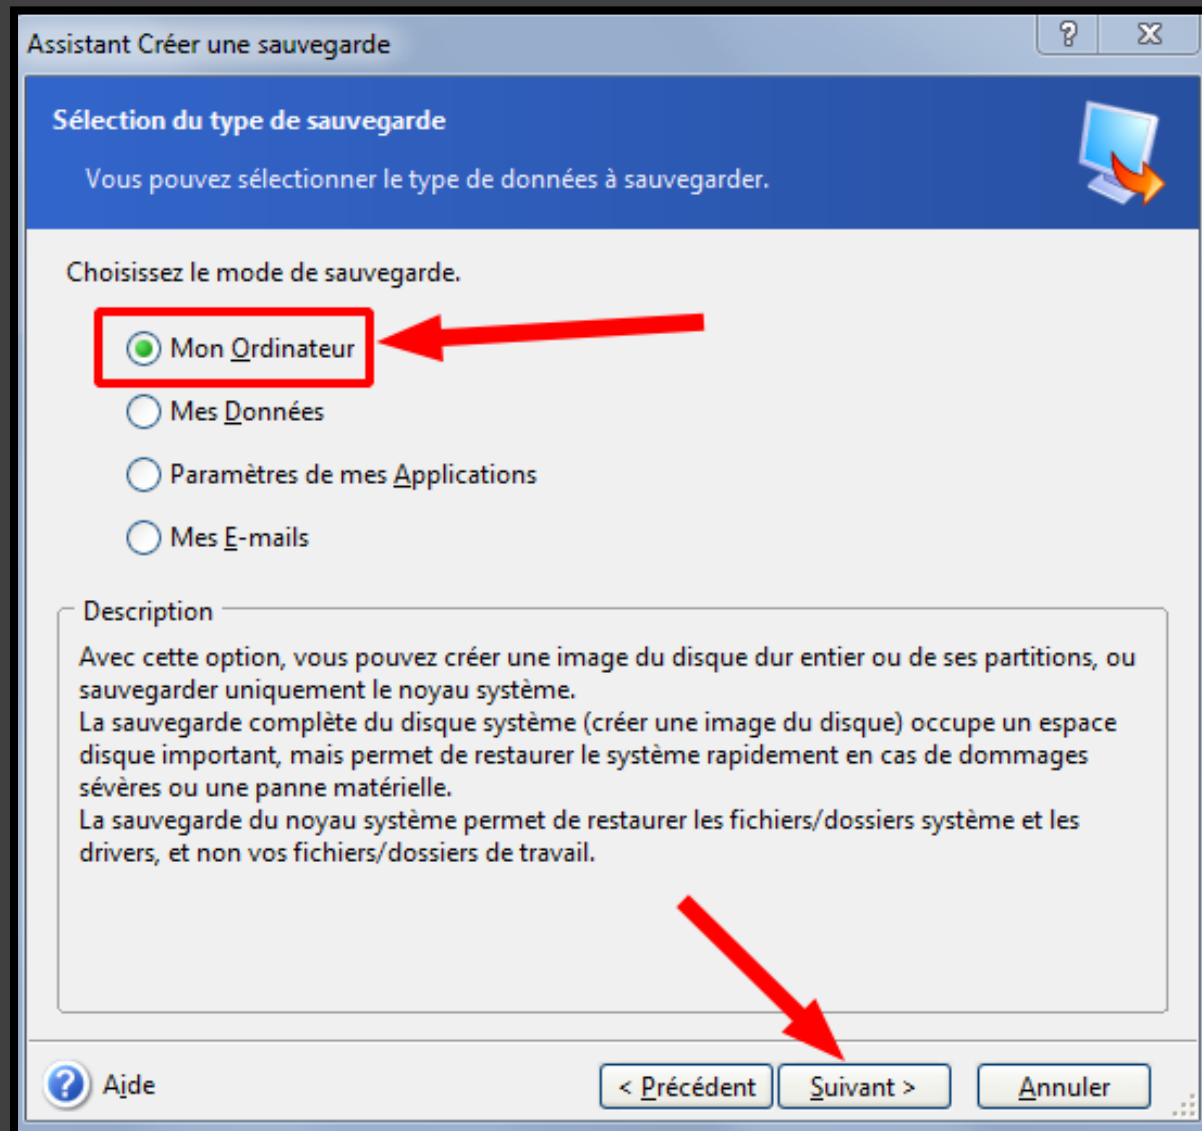 Assistant Créer une sauvegarde
Sélection du type de sauvegarde
Vous pouvez sélectionner le type de données à sauvegarder.
Choisissez le mode de sauvegarde.
Mon Ordinateur
Mes Données
Paramètres de mes Applications
Mes E-mails
Description
Avec cette option, vous pouvez créer une image du disque dur entier ou de ses partitions, ou
sauvegarder uniquement le noyau système.
La sauvegarde complète du disque système (créer une image du disque) occupe un espace
disque important, mais permet de restaurer le système rapidement en cas de dommages
sévères ou une panne matérielle.
La sauvegarde du noyau système permet de restaurer les fichiers/dossiers système et les
drivers, et non vos fichiers/dossiers de travail.
? Aide
< Précédent
Suivant >
Annuler